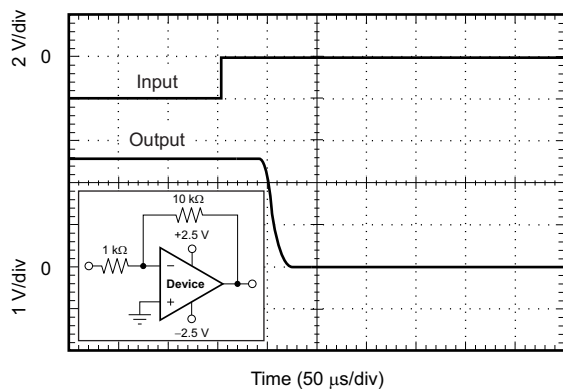 2 V/div
0
Input
Output
10 kΩ
1 kΩ
+2.5 V
−
Device
+
−2.5 V
0
1 V/div
Time (50 μs/div)